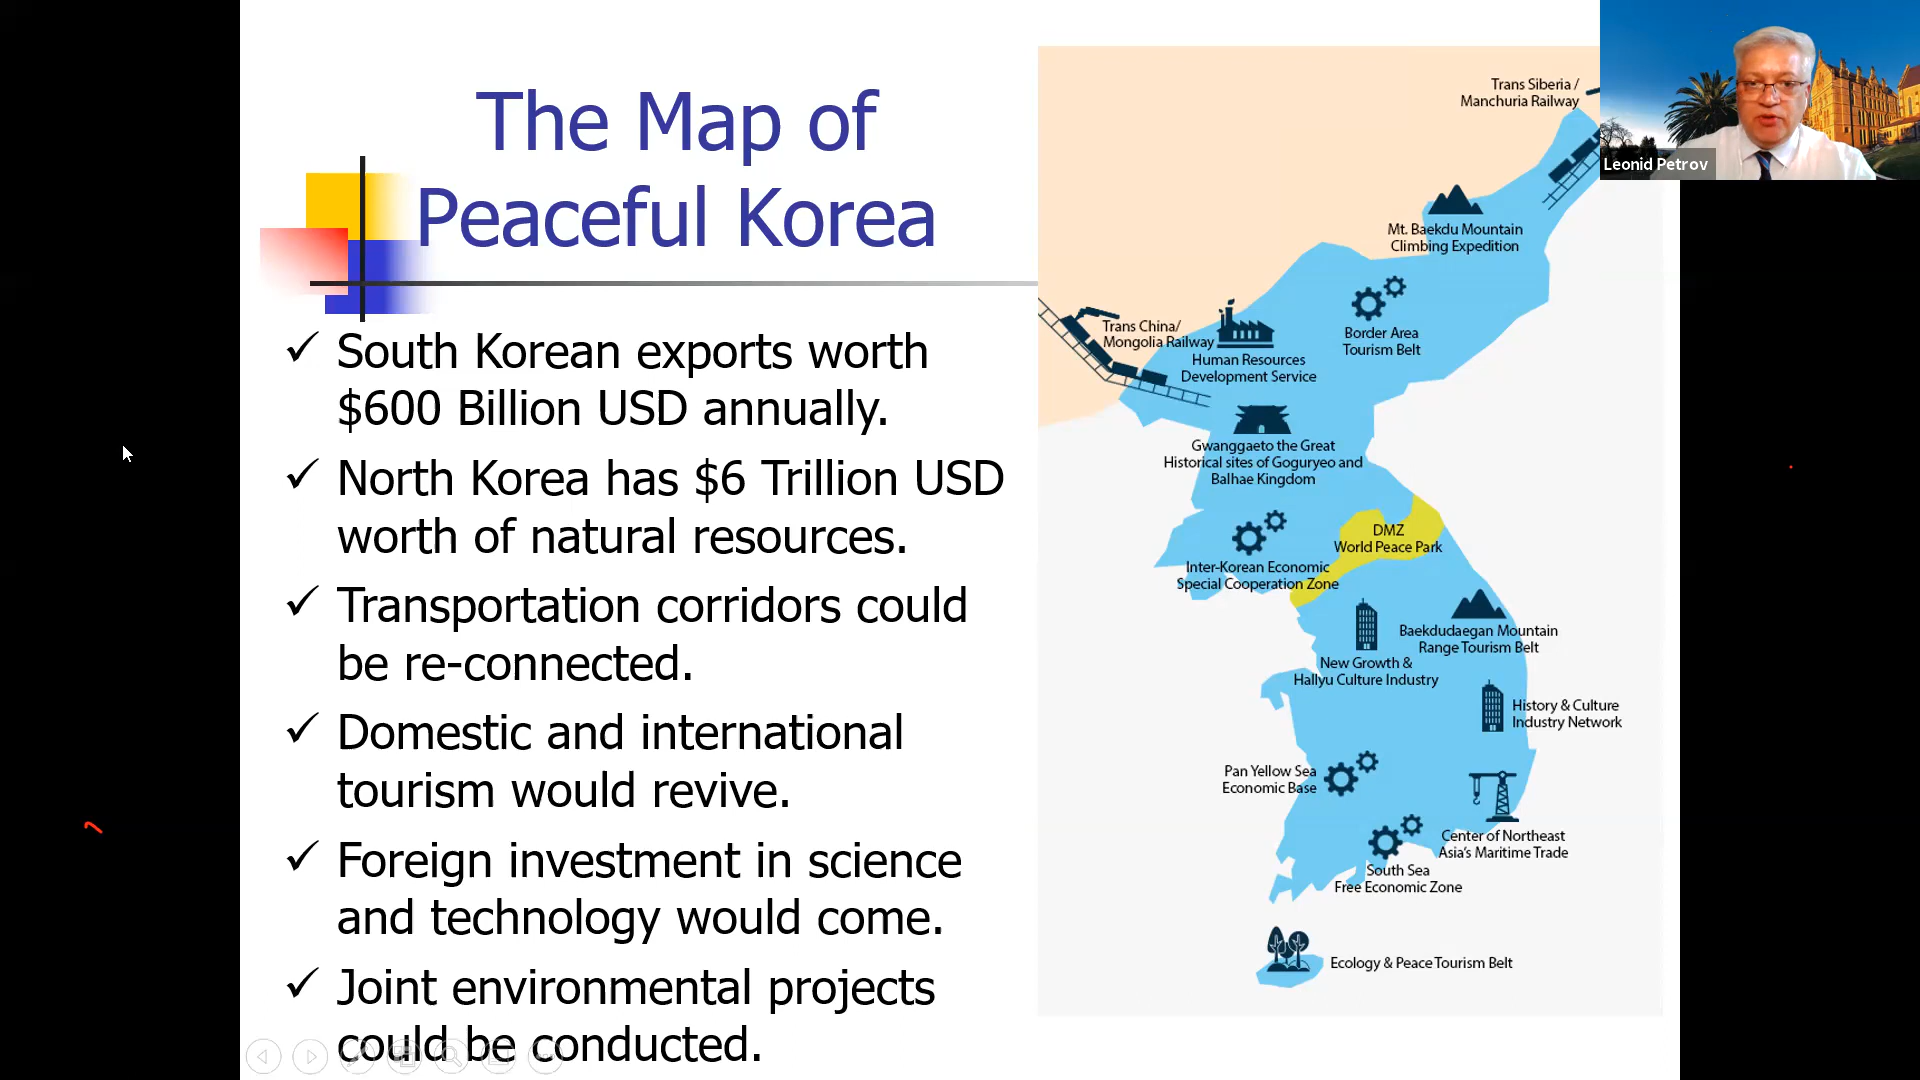 The Map of
Peaceful Korea
South Korean exports worth
$600 Billion USD annually.
North Korea has $6 Trillion USD
worth of natural resources.
Transportation corridors could
be re-connected.
Domestic and international
tourism would revive.
Foreign investment in science
and technology would come.
Joint environmental projects
could be conducted.
Trans Siberia /
Manchuria Railway
Mt. Baekdu Mountain
Climbing Expedition
Border Area
Tourism Belt
Trans China/
Mongolia Railway
Human Resources
Development Service
Gwanggaeto the Great
Historical sites of Goguryeo and
Balhae Kingdom
DMZ
World Peace Park
Inter-Korean Economic
Special Cooperation Zone
Baekdudaegan Mountain
Range Tourism Belt
New Growth &
Hallyu Culture Industry
History & Culture
Industry Network
Pan Yellow Sea
Economic Base
Center of Northeast
Asia's Maritime Trade
South Sea
Free Economic Zone
Ecology & Peace Tourism Belt
Leonid Petrov